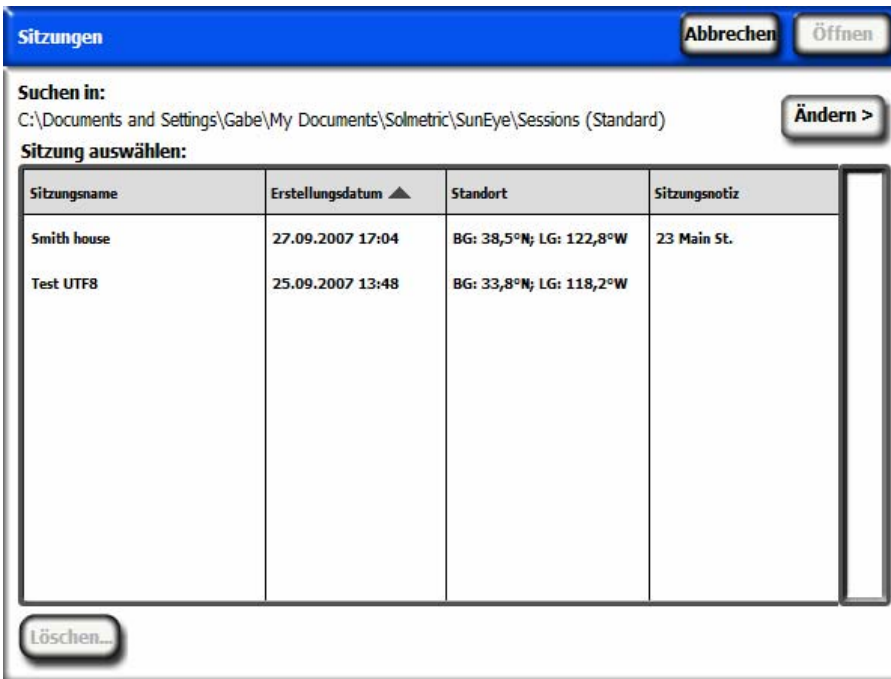 Sitzungen Abbrechen Öffnen
Suchen in:
C:\Documents and Settings\Gabe\My Documents\Solmetric\SunEye\Sessions (Standard) Ändern >
Sitzung auswählen:
Sitzungsname Erstellungsdatum Standort Sitzungsnotiz
Smith house 27.09.2007 17:04 BG: 38,5°N; LG: 122,8°W 23 Main St.
Test UTF8 25.09.2007 13:48 BG: 33,8°N; LG: 118,2°W
Löschen...